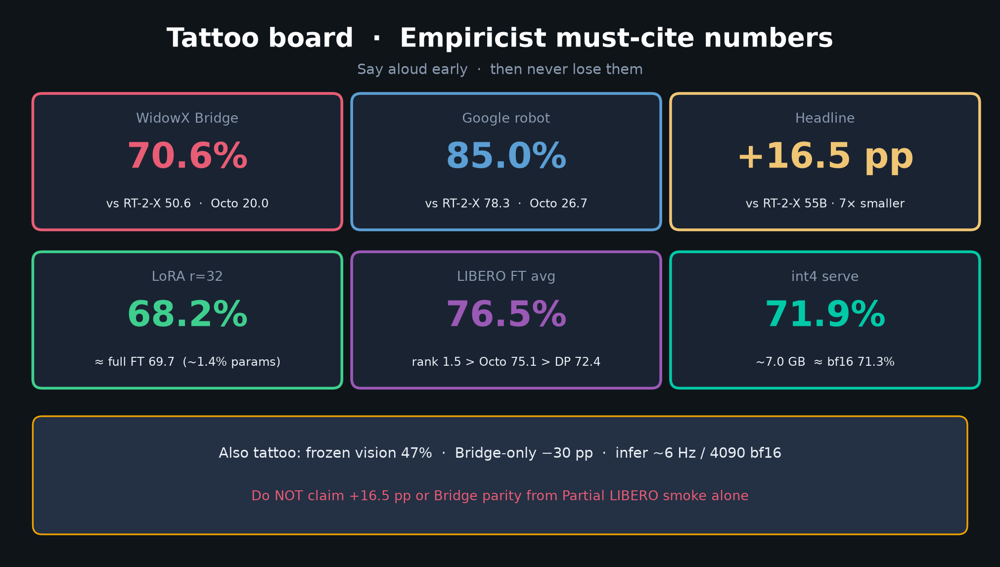 Tattoo board · Empiricist must-cite numbers
Say aloud early · then never lose them
WidowX Bridge
70.6%
vs RT-2-X 50.6 · Octo 20.0
Google robot
85.0%
vs RT-2-X 78.3 · Octo 26.7
Headline
+16.5 pp
vs RT-2-X 55B · 7× smaller
LoRA r=32
68.2%
≈ full FT 69.7 (~1.4% params)
LIBERO FT avg
76.5%
rank 1.5 > Octo 75.1 > DP 72.4
int4 serve
71.9%
~7.0 GB ≈ bf16 71.3%
Also tattoo: frozen vision 47% · Bridge-only −30 pp · infer ~6 Hz / 4090 bf16
Do NOT claim +16.5 pp or Bridge parity from Partial LIBERO smoke alone